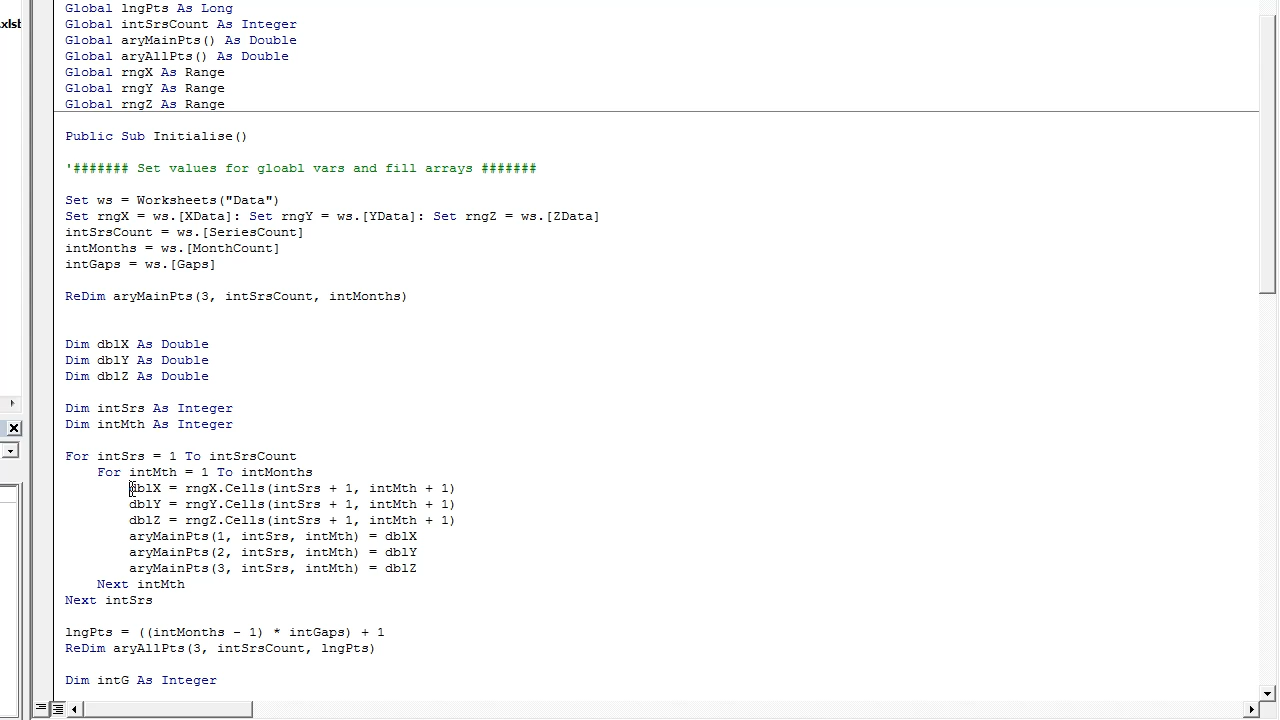 .xlsb
Global lngPts As Long
Global intSrsCount As Integer
Global aryMainPts() As Double
Global aryAllPts() As Double
Global rngX As Range
Global rngY As Range
Global rngZ As Range
Public Sub Initialise()
'####### Set values for gloabl vars and fill arrays #######
Set ws = Worksheets("Data")
Set rngX = ws.[XData]: Set rngY = ws.[YData]: Set rngZ = ws.[ZData]
intSrsCount = ws.[SeriesCount]
intMonths = ws.[MonthCount]
intGaps = ws.[Gaps]
ReDim aryMainPts(3, intSrsCount, intMonths)
Dim dblX As Double
Dim dblY As Double
Dim dblZ As Double
Dim intSrs As Integer
Dim intMth As Integer
For intSrs = 1 To intSrsCount
For intMth = 1 To intMonths
dblX = rngX.Cells(intSrs + 1, intMth + 1)
dblY = rngY.Cells(intSrs + 1, intMth + 1)
dblZ = rngZ.Cells(intSrs + 1, intMth + 1)
aryMainPts(1, intSrs, intMth) = dblX
aryMainPts(2, intSrs, intMth) = dblY
aryMainPts(3, intSrs, intMth) = dblZ
Next intMth
Next intSrs
lngPts = ((intMonths - 1) * intGaps) + 1
ReDim aryAllPts(3, intSrsCount, lngPts)
Dim intG As Integer